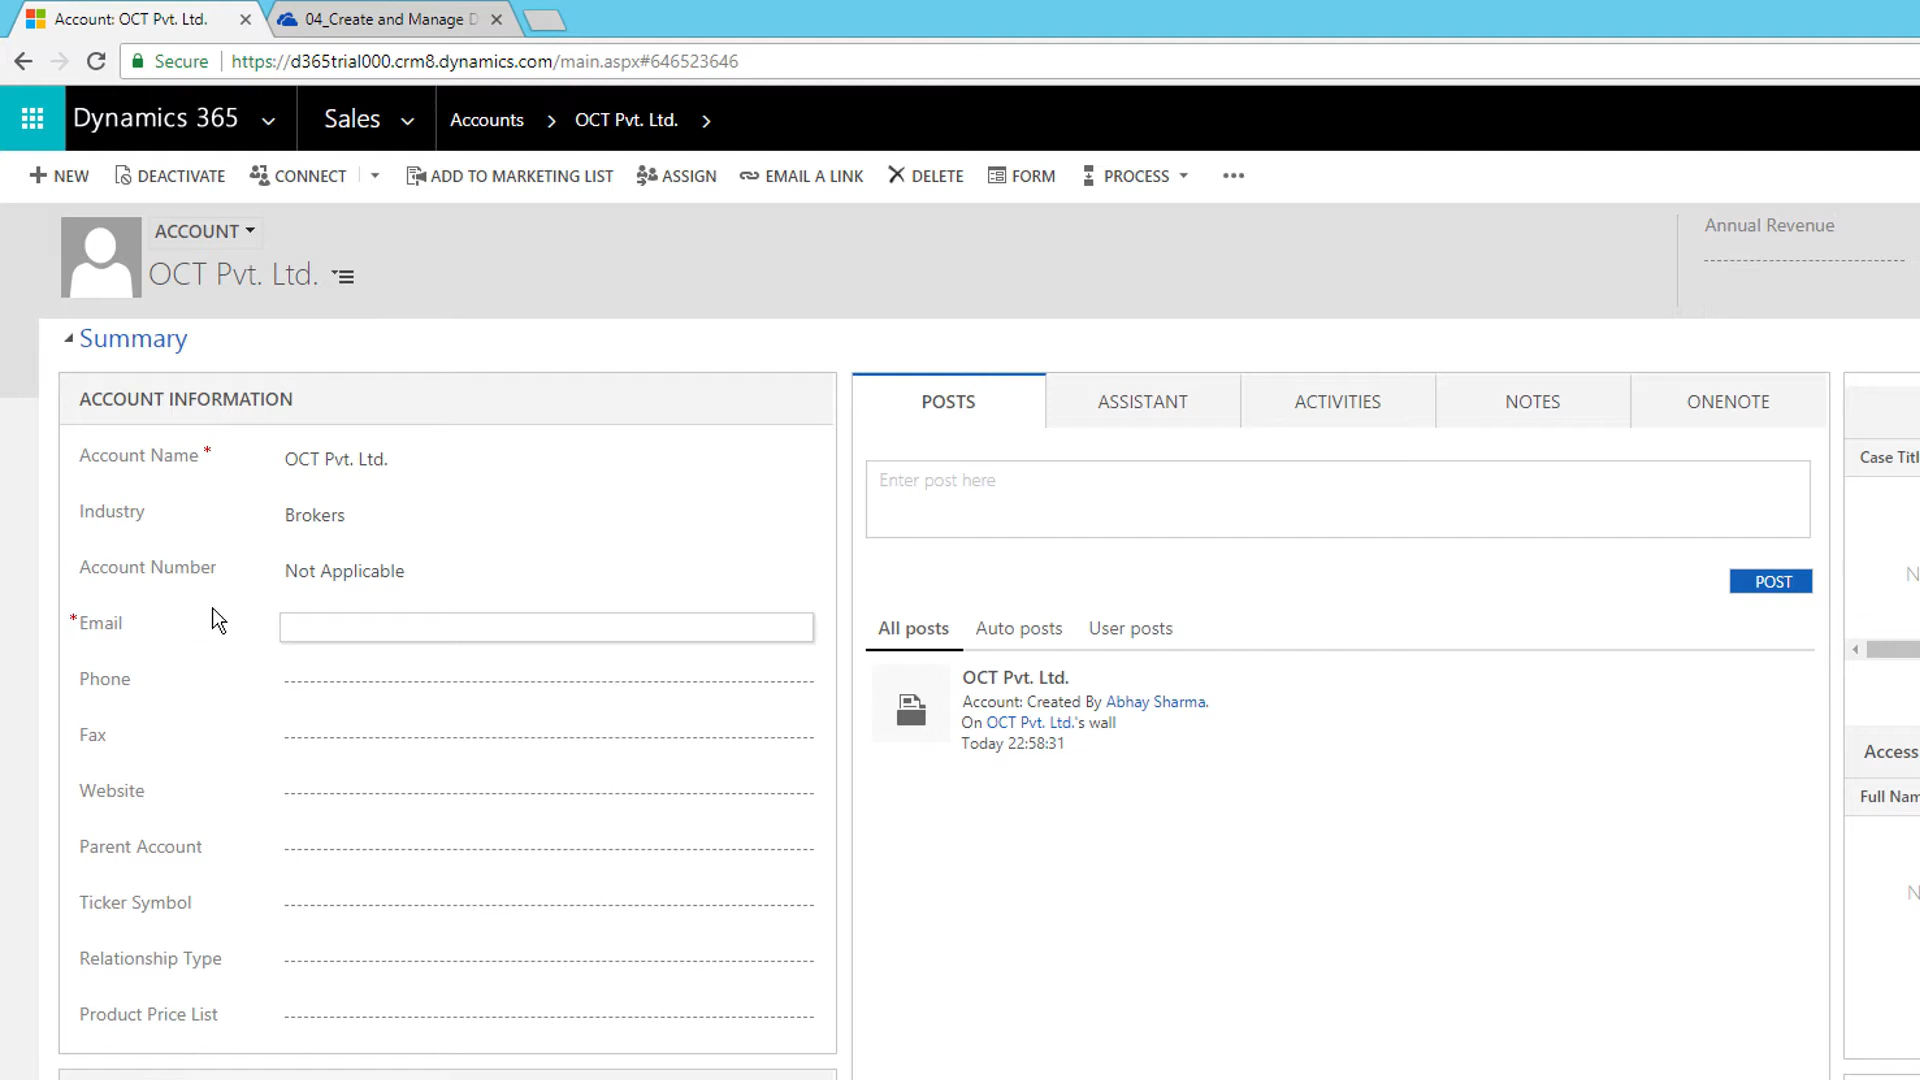 Account: OCT Pvt. Ltd.
04_Create and Manage D
Secure
https://d365trial000.crm8.dynamics.com/main.aspx#646523646
Dynamics 365
Sales
Accounts
OCT Pvt. Ltd.
NEW
DEACTIVATE
CONNECT
ADD TO MARKETING LIST
ASSIGN
EMAIL A LINK
DELETE
FORM
PROCESS
•••
ACCOUNT
OCT Pvt. Ltd.
Annual Revenue
Summary
ACCOUNT INFORMATION
Account Name *
OCT Pvt. Ltd.
Industry
Brokers
Account Number
Not Applicable
*Email
Phone
Fax
Website
Parent Account
Ticker Symbol
Relationship Type
Product Price List
POSTS
ASSISTANT
ACTIVITIES
NOTES
ONENOTE
Enter post here
POST
All posts
Auto posts
User posts
OCT Pvt. Ltd.
Account: Created By Abhay Sharma.
On OCT Pvt. Ltd.'s wall
Today 22:58:31
Case Titl
N
Access
Full Nam
N